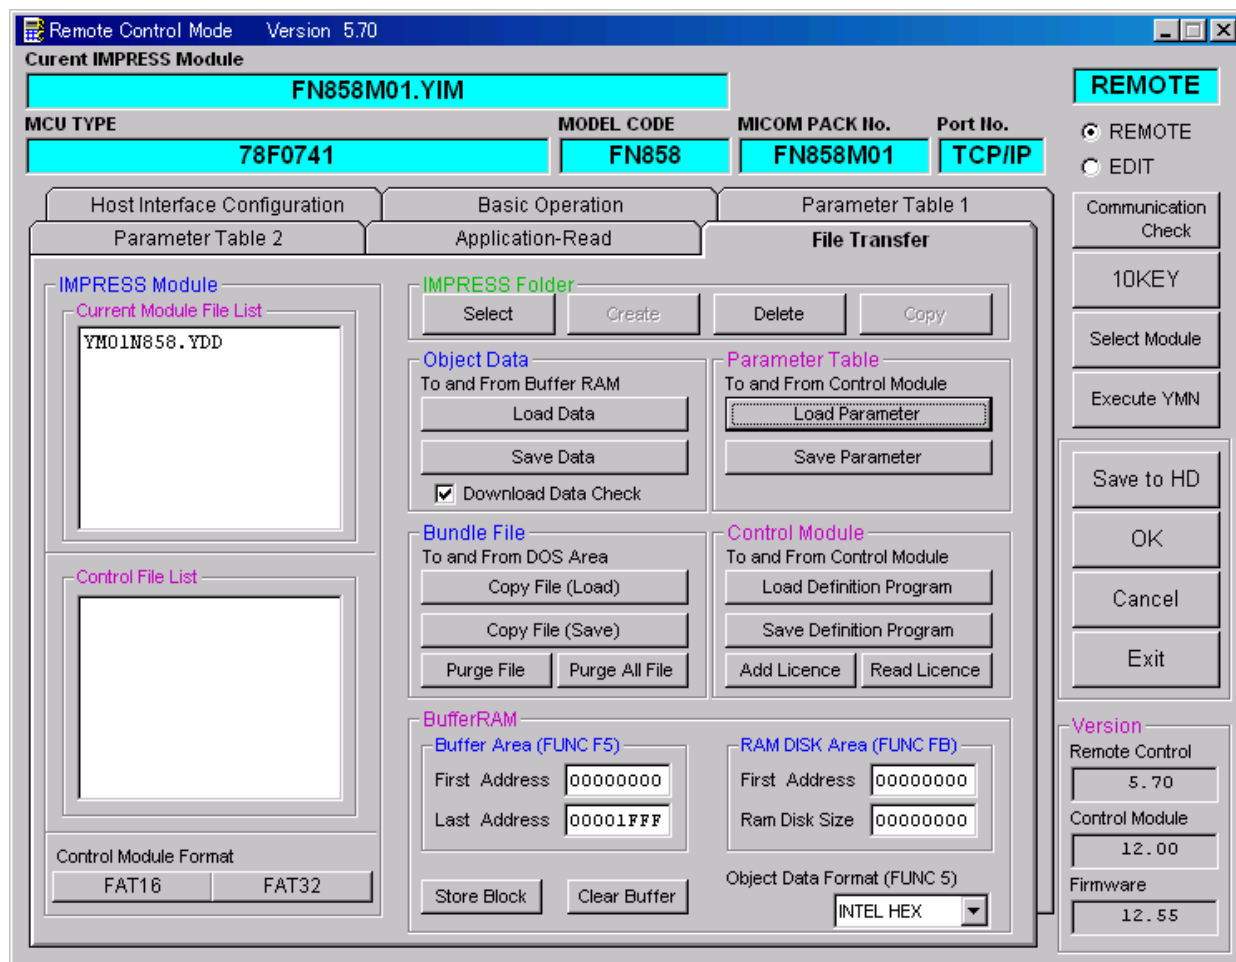 Remote Control Mode Version 5.70
Curent IMPRESS Module
FN858M01.YIM
REMOTE
MCU TYPE
MODEL CODE
MICOM PACK No.
Port No.
78F0741
FN858
FN858M01
TCP/IP
REMOTE
EDIT
Host Interface Configuration
Basic Operation
Parameter Table 1
Parameter Table 2
Application-Read
File Transfer
IMPRESS Module
Current Module File List
YM01N858.YDD
Control File List
Control Module Format
FAT16
FAT32
IMPRESS Folder
Select
Create
Delete
Copy
Object Data
To and From Buffer RAM
Load Data
Save Data
Download Data Check
Parameter Table
To and From Control Module
Load Parameter
Save Parameter
Bundle File
To and From DOS Area
Copy File (Load)
Copy File (Save)
Purge File
Purge All File
Control Module
To and From Control Module
Load Definition Program
Save Definition Program
Add Licence
Read Licence
BufferRAM
Buffer Area (FUNC F5)
First Address 00000000
Last Address 00001FFF
RAM DISK Area (FUNC FB)
First Address 00000000
Ram Disk Size 00000000
Store Block
Clear Buffer
Object Data Format (FUNC 5)
INTEL HEX
Communication
Check
10KEY
Select Module
Execute YMN
Save to HD
OK
Cancel
Exit
Version
Remote Control
5.70
Control Module
12.00
Firmware
12.55